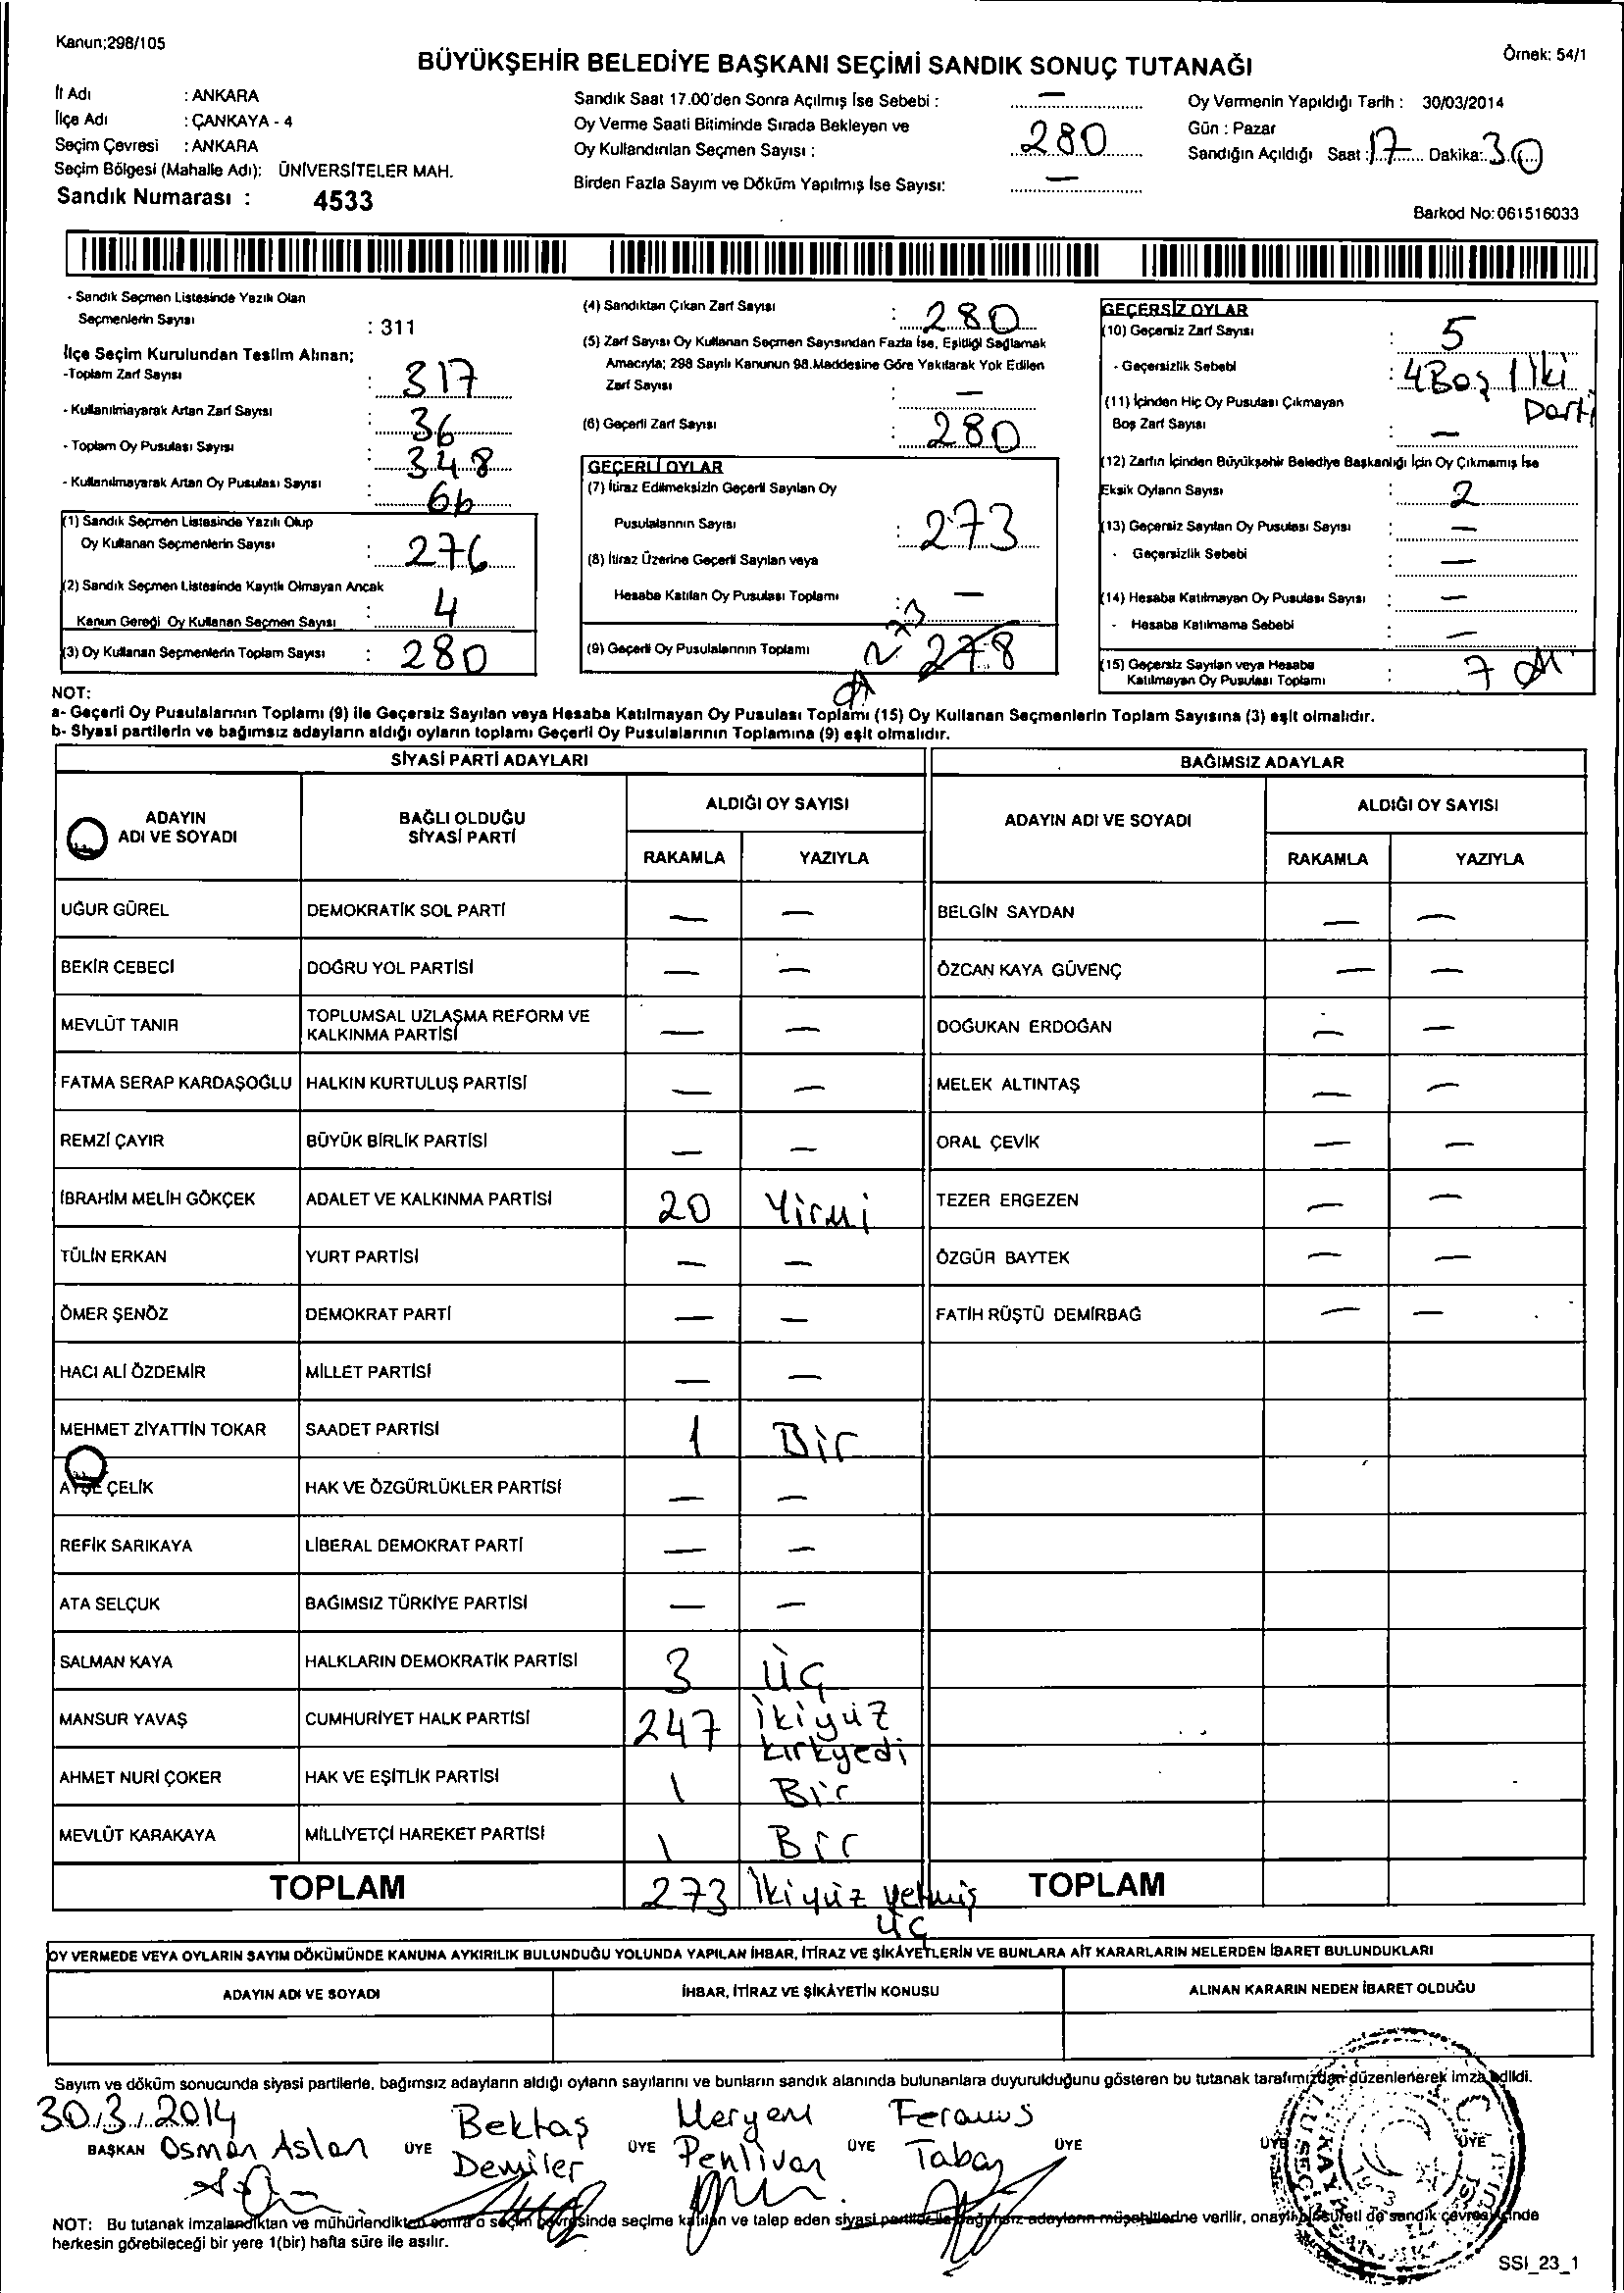 Kanun;298/105
BÜYÜKŞEHİR BELEDİYE BAŞKANI SEÇİMİ SANDIK SONUÇ TUTANAĞI
Örnek: 54/1
İl Adı : ANKARA
İlçe Adı : ÇANKAYA - 4
Seçim Çevresi : ANKARA
Seçim Bölgesi (Mahalle Adı): ÜNİVERSİTELER MAH.
Sandık Numarası : 4533
Sandık Saat 17.00'den Sonra Açılmış İse Sebebi : —
Oy Verme Saati Bitiminde Sırada Bekleyen ve
Oy Kullandırılan Seçmen Sayısı : 280
Birden Fazla Sayım ve Döküm Yapılmış İse Sayısı: —
Oy Vermenin Yapıldığı Tarih : 30/03/2014
Gün : Pazar
Sandığın Açıldığı Saat : 17 Dakika: 30
Barkod No:061516033
- Sandık Seçmen Listesinde Yazılı Olan
Seçmenlerin Sayısı : 311
İlçe Seçim Kurulundan Teslim Alınan;
-Toplam Zarf Sayısı : 317
- Kullanılmayarak Artan Zarf Sayısı : 36
- Toplam Oy Pusulası Sayısı : 348
- Kullanılmayarak Artan Oy Pusulası Sayısı : 66
(1) Sandık Seçmen Listesinde Yazılı Olup
Oy Kullanan Seçmenlerin Sayısı : 276
(2) Sandık Seçmen Listesinde Kayıtlı Olmayan Ancak
Kanun Gereği Oy Kullanan Seçmen Sayısı : 4
(3) Oy Kullanan Seçmenlerin Toplam Sayısı : 280
(4) Sandıktan Çıkan Zarf Sayısı : 280
(5) Zarf Sayısı Oy Kullanan Seçmen Sayısından Fazla İse, Eşitliği Sağlamak
Amacıyla; 298 Sayılı Kanunun 98.Maddesine Göre Yakılarak Yok Edilen
Zarf Sayısı : —
(6) Geçerli Zarf Sayısı : 280
GEÇERLİ OYLAR
(7) İtiraz Edilmeksizin Geçerli Sayılan Oy
Pusulalarının Sayısı : 273
(8) İtiraz Üzerine Geçerli Sayılan veya
Hesaba Katılan Oy Pusulası Toplamı : —
(9) Geçerli Oy Pusulalarının Toplamı 273 278
GEÇERSİZ OYLAR
(10) Geçersiz Zarf Sayısı : 5
- Geçersizlik Sebebi : 4 Boş 1 İki
Parti
(11) İçinden Hiç Oy Pusulası Çıkmayan
Boş Zarf Sayısı : —
(12) Zarfın İçinden Büyükşehir Belediye Başkanlığı İçin Oy Çıkmamış İse
Eksik Oyların Sayısı : 2
(13) Geçersiz Sayılan Oy Pusulası Sayısı : —
- Geçersizlik Sebebi : —
(14) Hesaba Katılmayan Oy Pusulası Sayısı : —
- Hesaba Katılmama Sebebi : —
(15) Geçersiz Sayılan veya Hesaba
Katılmayan Oy Pusulası Toplamı : 7
NOT:
a- Geçerli Oy Pusulalarının Toplamı (9) ile Geçersiz Sayılan veya Hesaba Katılmayan Oy Pusulası Toplamı (15) Oy Kullanan Seçmenlerin Toplam Sayısına (3) eşit olmalıdır.
b- Siyasi partilerin ve bağımsız adayların aldığı oyların toplamı Geçerli Oy Pusulalarının Toplamına (9) eşit olmalıdır.
SİYASİ PARTİ ADAYLARI
BAĞIMSIZ ADAYLAR
ADAYIN
ADI VE SOYADI
BAĞLI OLDUĞU
SİYASİ PARTİ
ALDIĞI OY SAYISI
RAKAMLA YAZIYLA
ADAYIN ADI VE SOYADI
ALDIĞI OY SAYISI
RAKAMLA YAZIYLA
UĞUR GÜREL DEMOKRATİK SOL PARTİ — — BELGİN SAYDAN — —
BEKİR CEBECİ DOĞRU YOL PARTİSİ — — ÖZCAN KAYA GÜVENÇ — —
MEVLÜT TANIR TOPLUMSAL UZLAŞMA REFORM VE
KALKINMA PARTİSİ — — DOĞUKAN ERDOĞAN — —
FATMA SERAP KARDAŞOĞLU HALKIN KURTULUŞ PARTİSİ — — MELEK ALTINTAŞ — —
REMZİ ÇAYIR BÜYÜK BİRLİK PARTİSİ — — ORAL ÇEVİK — —
İBRAHİM MELİH GÖKÇEK ADALET VE KALKINMA PARTİSİ 20 Yirmi TEZER ERGEZEN — —
TÜLİN ERKAN YURT PARTİSİ — — ÖZGÜR BAYTEK — —
ÖMER ŞENÖZ DEMOKRAT PARTİ — — FATİH RÜŞTÜ DEMİRBAĞ — —
HACI ALİ ÖZDEMİR MİLLET PARTİSİ — —
MEHMET ZİYATTİN TOKAR SAADET PARTİSİ 1 Bir
AYŞE ÇELİK HAK VE ÖZGÜRLÜKLER PARTİSİ — —
REFİK SARIKAYA LİBERAL DEMOKRAT PARTİ — —
ATA SELÇUK BAĞIMSIZ TÜRKİYE PARTİSİ — —
SALMAN KAYA HALKLARIN DEMOKRATİK PARTİSİ 3 Üç
MANSUR YAVAŞ CUMHURİYET HALK PARTİSİ 247 İkiyüz
kırkyedi
AHMET NURİ ÇOKER HAK VE EŞİTLİK PARTİSİ 1 Bir
MEVLÜT KARAKAYA MİLLİYETÇİ HAREKET PARTİSİ 1 Bir
TOPLAM 273 İkiyüz yetmiş
üç
TOPLAM
OY VERMEDE VEYA OYLARIN SAYIM DÖKÜMÜNDE KANUNA AYKIRILIK BULUNDUĞU YOLUNDA YAPILAN İHBAR, İTİRAZ VE ŞİKÂYETLERİN VE BUNLARA AİT KARARLARIN NELERDEN İBARET BULUNDUKLARI
ADAYIN ADI VE SOYADI İHBAR, İTİRAZ VE ŞİKÂYETİN KONUSU ALINAN KARARIN NEDEN İBARET OLDUĞU
Sayım ve döküm sonucunda siyasi partilerle, bağımsız adayların aldığı oyların sayılarını ve bunların sandık alanında bulunanlara duyurulduğunu gösteren bu tutanak tarafımızdan düzenlenerek imza edildi.
30.3.2014
BAŞKAN Osman Aslan
ÜYE Bektaş
Demiler
ÜYE Meryem
Penlivan
ÜYE Feramus
Tabaz
ÜYE
ÜYE
ÜYE
NOT: Bu tutanak imzalandıktan ve mühürlendikten sonra o seçim çevresinde seçime katılan ve talep eden siyasi partiler ile bağımsız adayların müşahitlerine verilir, onaylı bir sureti de sandık çevresi içinde
herkesin görebileceği bir yere 1(bir) hafta süre ile asılır.
SSI_23_1